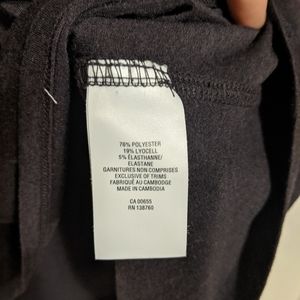 76% POLYESTER
19% LYOCELL
5% ÉLASTHANNE/
ELASTANE
GARNITURES NON COMPRISES
EXCLUSIVE OF TRIMS
FABRIQUÉ AU CAMBODGE
MADE IN CAMBODIA
CA 00655
RN 138760